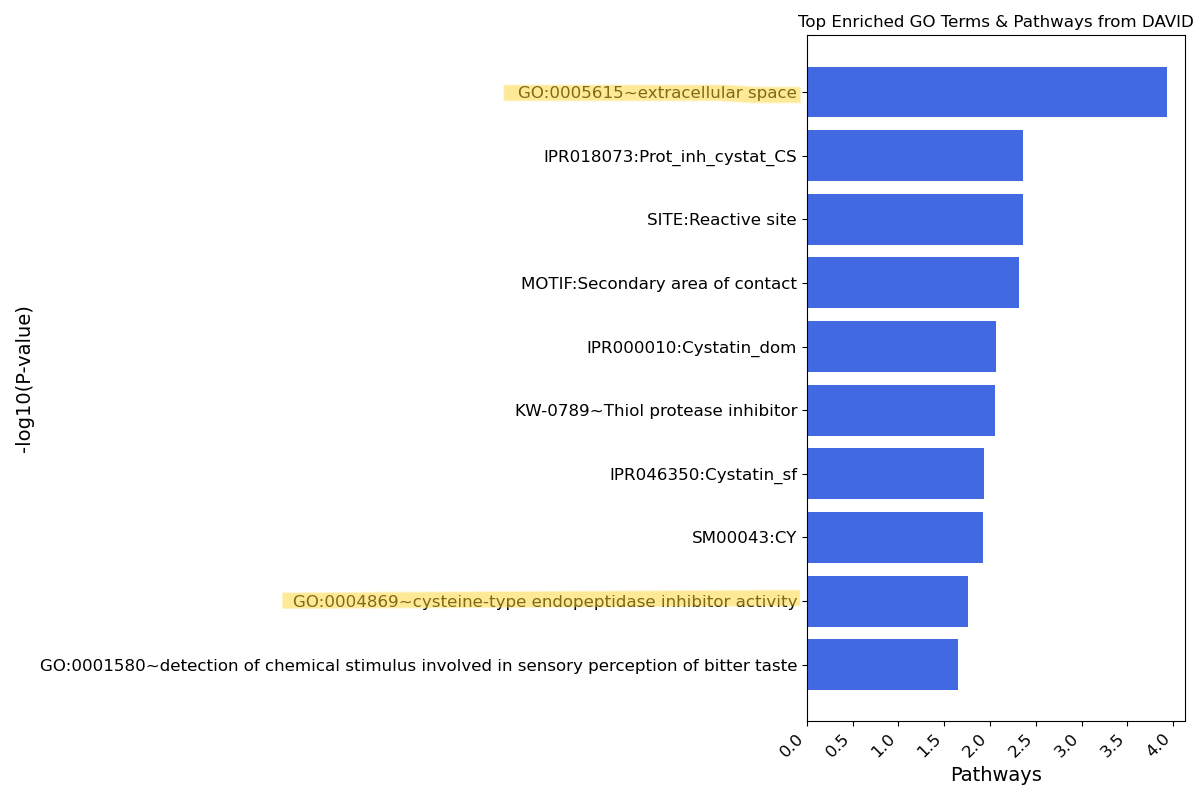 Top Enriched GO Terms & Pathways from DAVID
GO:0005615~extracellular space
IPR018073:Prot_inh_cystat_CS
SITE:Reactive site
MOTIF:Secondary area of contact
IPR000010:Cystatin_dom
KW-0789~Thiol protease inhibitor
IPR046350:Cystatin_sf
SM00043:CY
GO:0004869~cysteine-type endopeptidase inhibitor activity
GO:0001580~detection of chemical stimulus involved in sensory perception of bitter taste
-log10(P-value)
0.0 0.5 1.0 1.5 2.0 2.5 3.0 3.5 4.0
Pathways